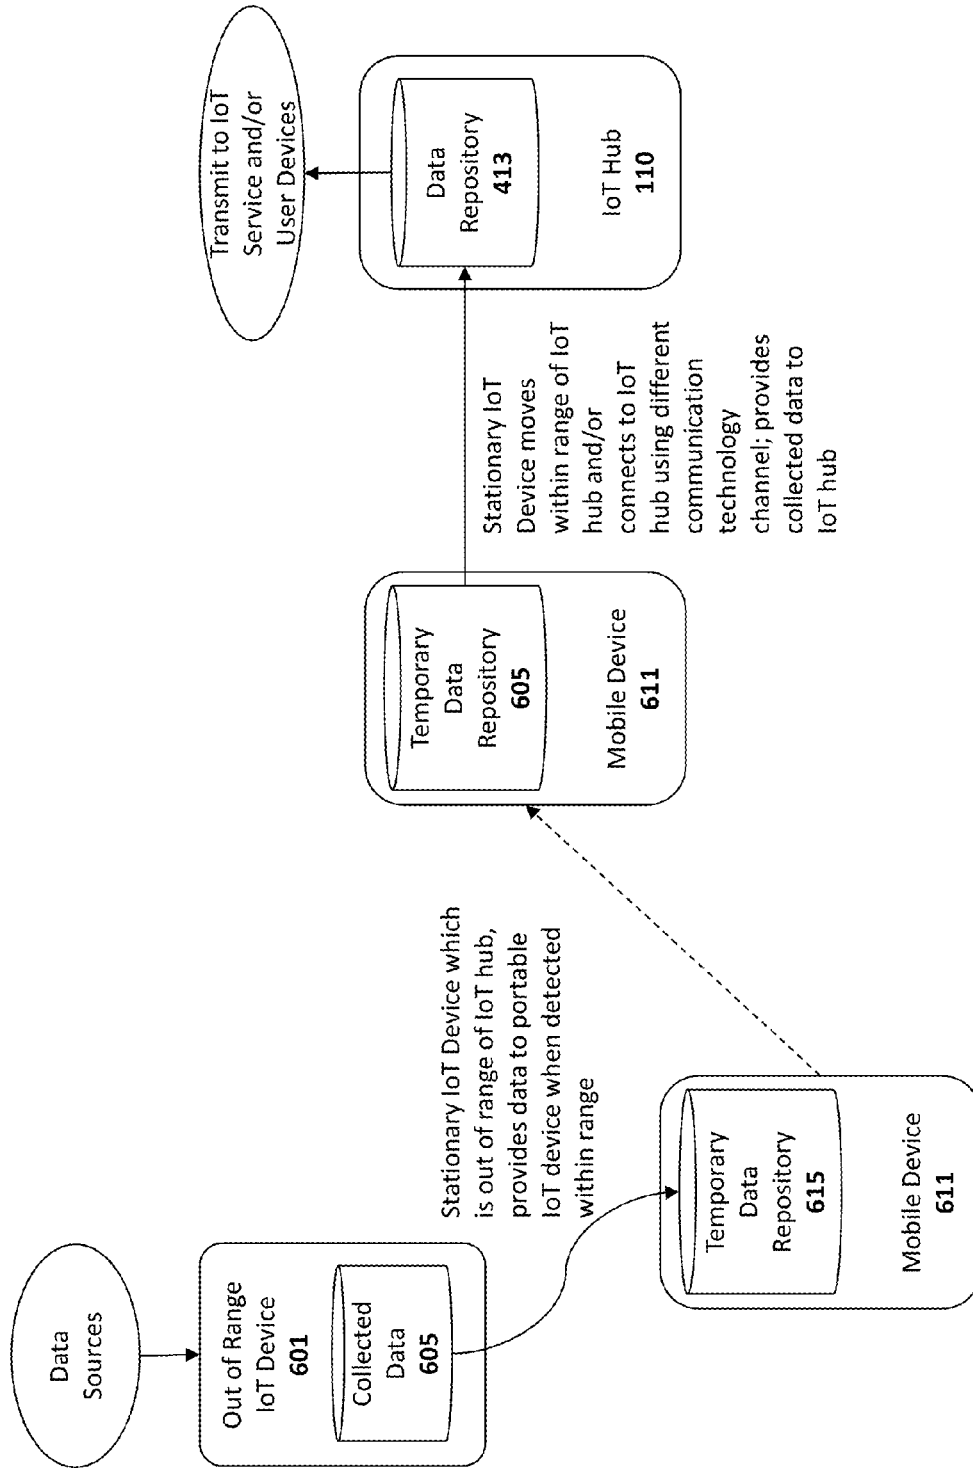 Data
Sources
Out of Range
IoT Device
601
Collected
Data
605
Stationary IoT Device which
is out of range of IoT hub,
provides data to portable
IoT device when detected
within range
Temporary
Data
Repository
615
Mobile Device
611
Temporary
Data
Repository
605
Mobile Device
611
Stationary IoT
Device moves
within range of IoT
hub and/or
connects to IoT
hub using different
communication
technology
channel; provides
collected data to
IoT hub
Transmit to IoT
Service and/or
User Devices
Data
Repository
413
IoT Hub
110